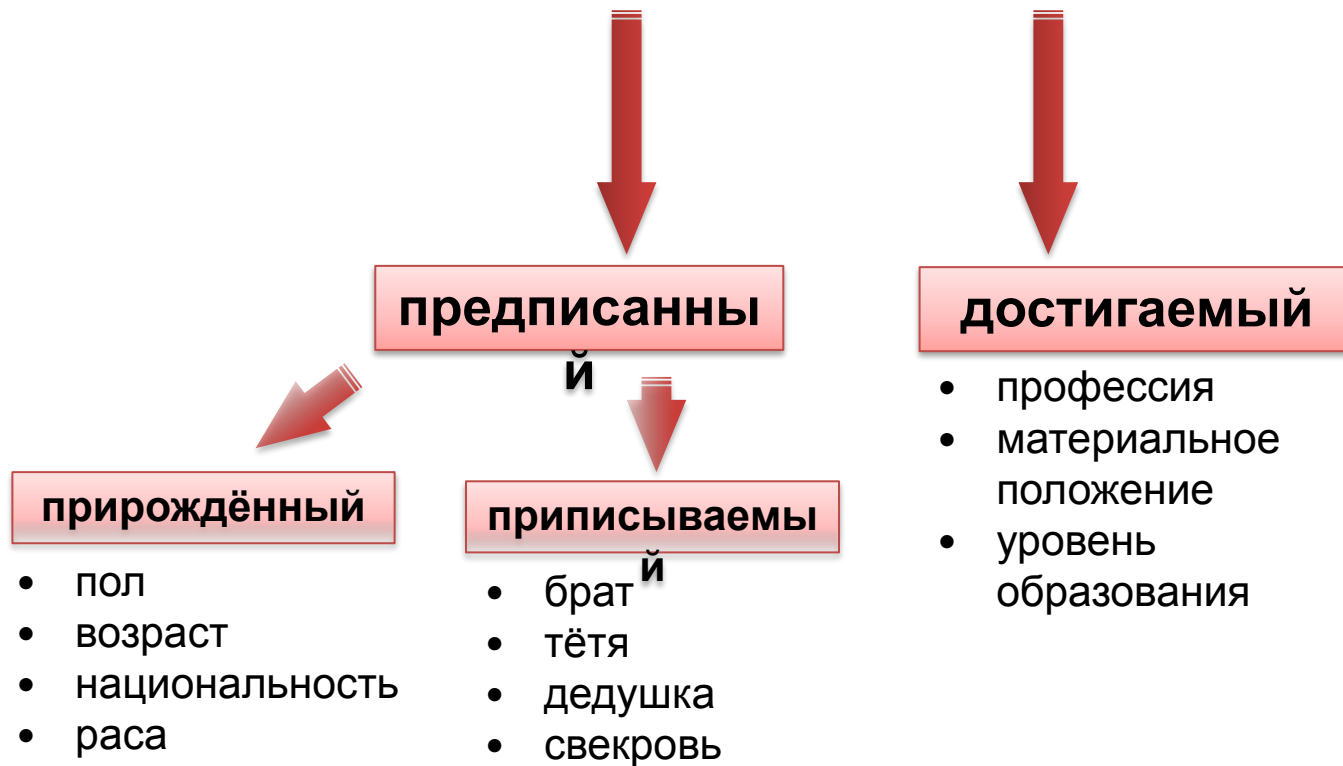 предписанны
й
достигаемый
• профессия
• материальное
положение
• уровень
образования
прирождённый
• пол
• возраст
• национальность
• раса
приписываемы
й
• брат
• тётя
• дедушка
• свекровь